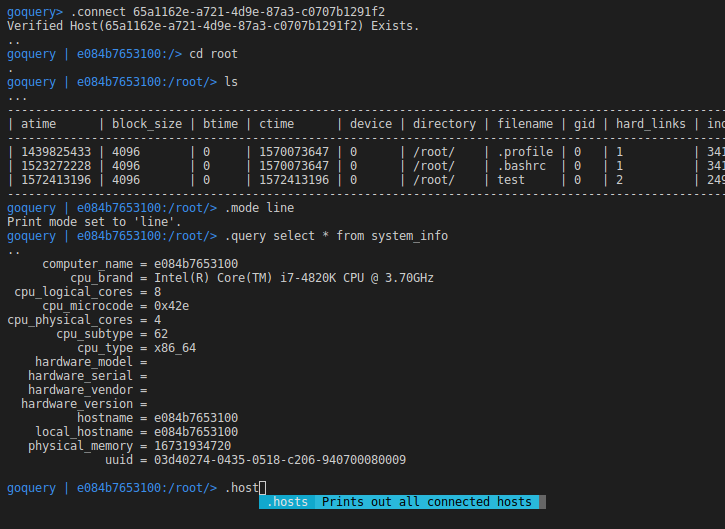 goquery> .connect 65a1162e-a721-4d9e-87a3-c0707b1291f2
Verified Host(65a1162e-a721-4d9e-87a3-c0707b1291f2) Exists.
..
goquery | e084b7653100:/> cd root
.
goquery | e084b7653100:/root/> ls
...
| atime | block_size | btime | ctime | device | directory | filename | gid | hard_links | ino
| 1439825433 | 4096 | 0 | 1570073647 | 0 | /root/ | .profile | 0 | 1 | 341
| 1523272228 | 4096 | 0 | 1570073647 | 0 | /root/ | .bashrc | 0 | 1 | 341
| 1572413196 | 4096 | 0 | 1572413196 | 0 | /root/ | test | 0 | 2 | 249
goquery | e084b7653100:/root/> .mode line
Print mode set to 'line'.
goquery | e084b7653100:/root/> .query select * from system_info
..
computer_name = e084b7653100
cpu_brand = Intel(R) Core(TM) i7-4820K CPU @ 3.70GHz
cpu_logical_cores = 8
cpu_microcode = 0x42e
cpu_physical_cores = 4
cpu_subtype = 62
cpu_type = x86_64
hardware_model =
hardware_serial =
hardware_vendor =
hardware_version =
hostname = e084b7653100
local_hostname = e084b7653100
physical_memory = 16731934720
uuid = 03d40274-0435-0518-c206-940700080009
goquery | e084b7653100:/root/> .host
.hosts Prints out all connected hosts